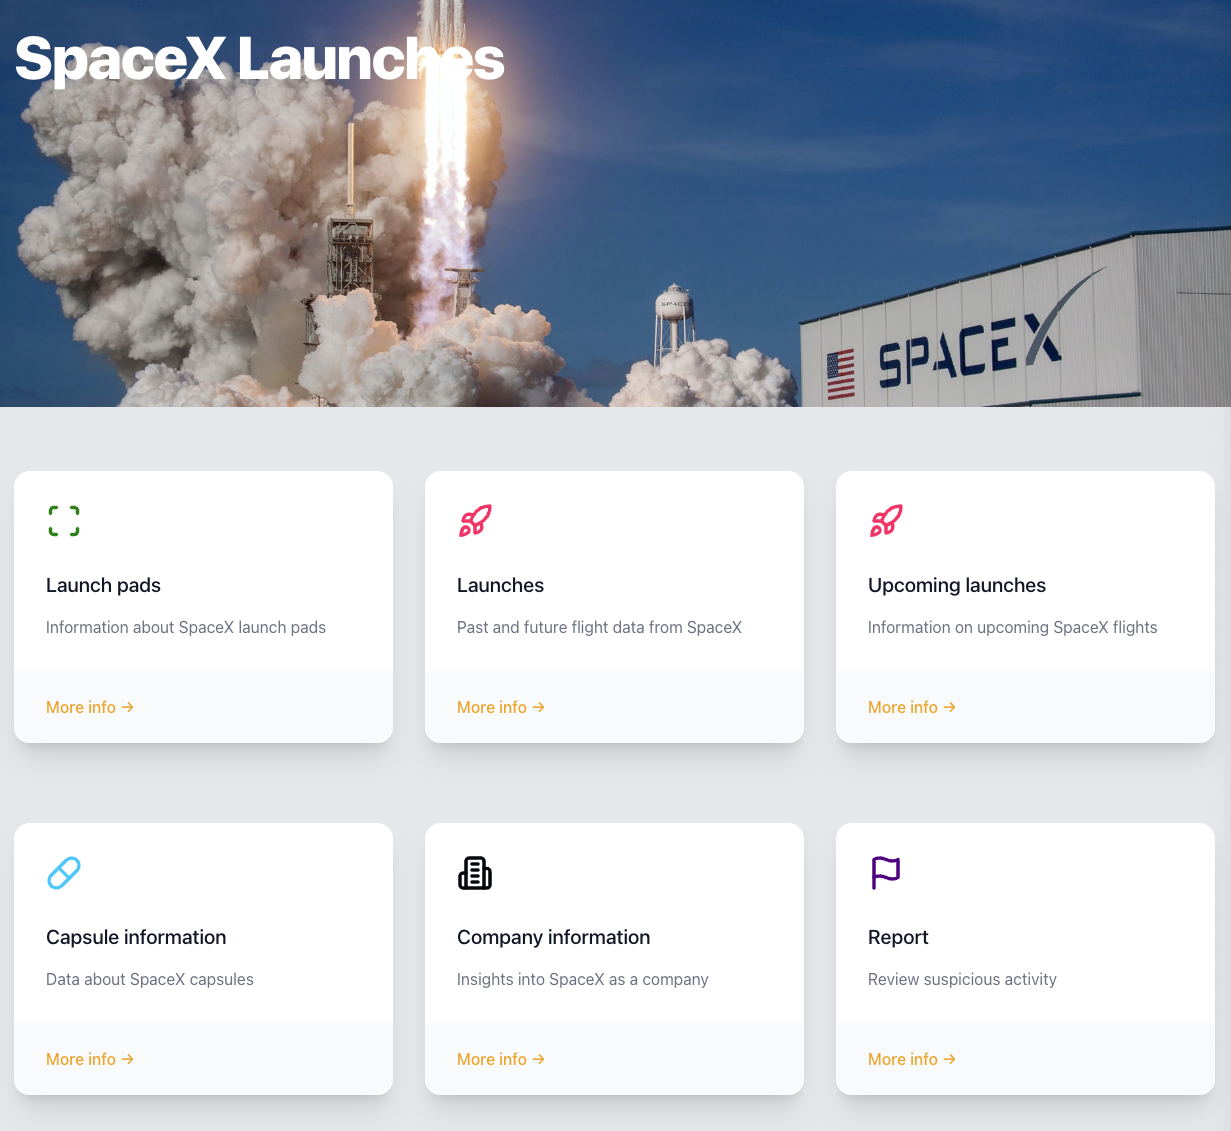 SpaceX Launches
SPACEX
SPACEX
Launch pads
Information about SpaceX launch pads
More info →
Launches
Past and future flight data from SpaceX
More info →
Upcoming launches
Information on upcoming SpaceX flights
More info →
Capsule information
Data about SpaceX capsules
More info →
Company information
Insights into SpaceX as a company
More info →
Report
Review suspicious activity
More info →